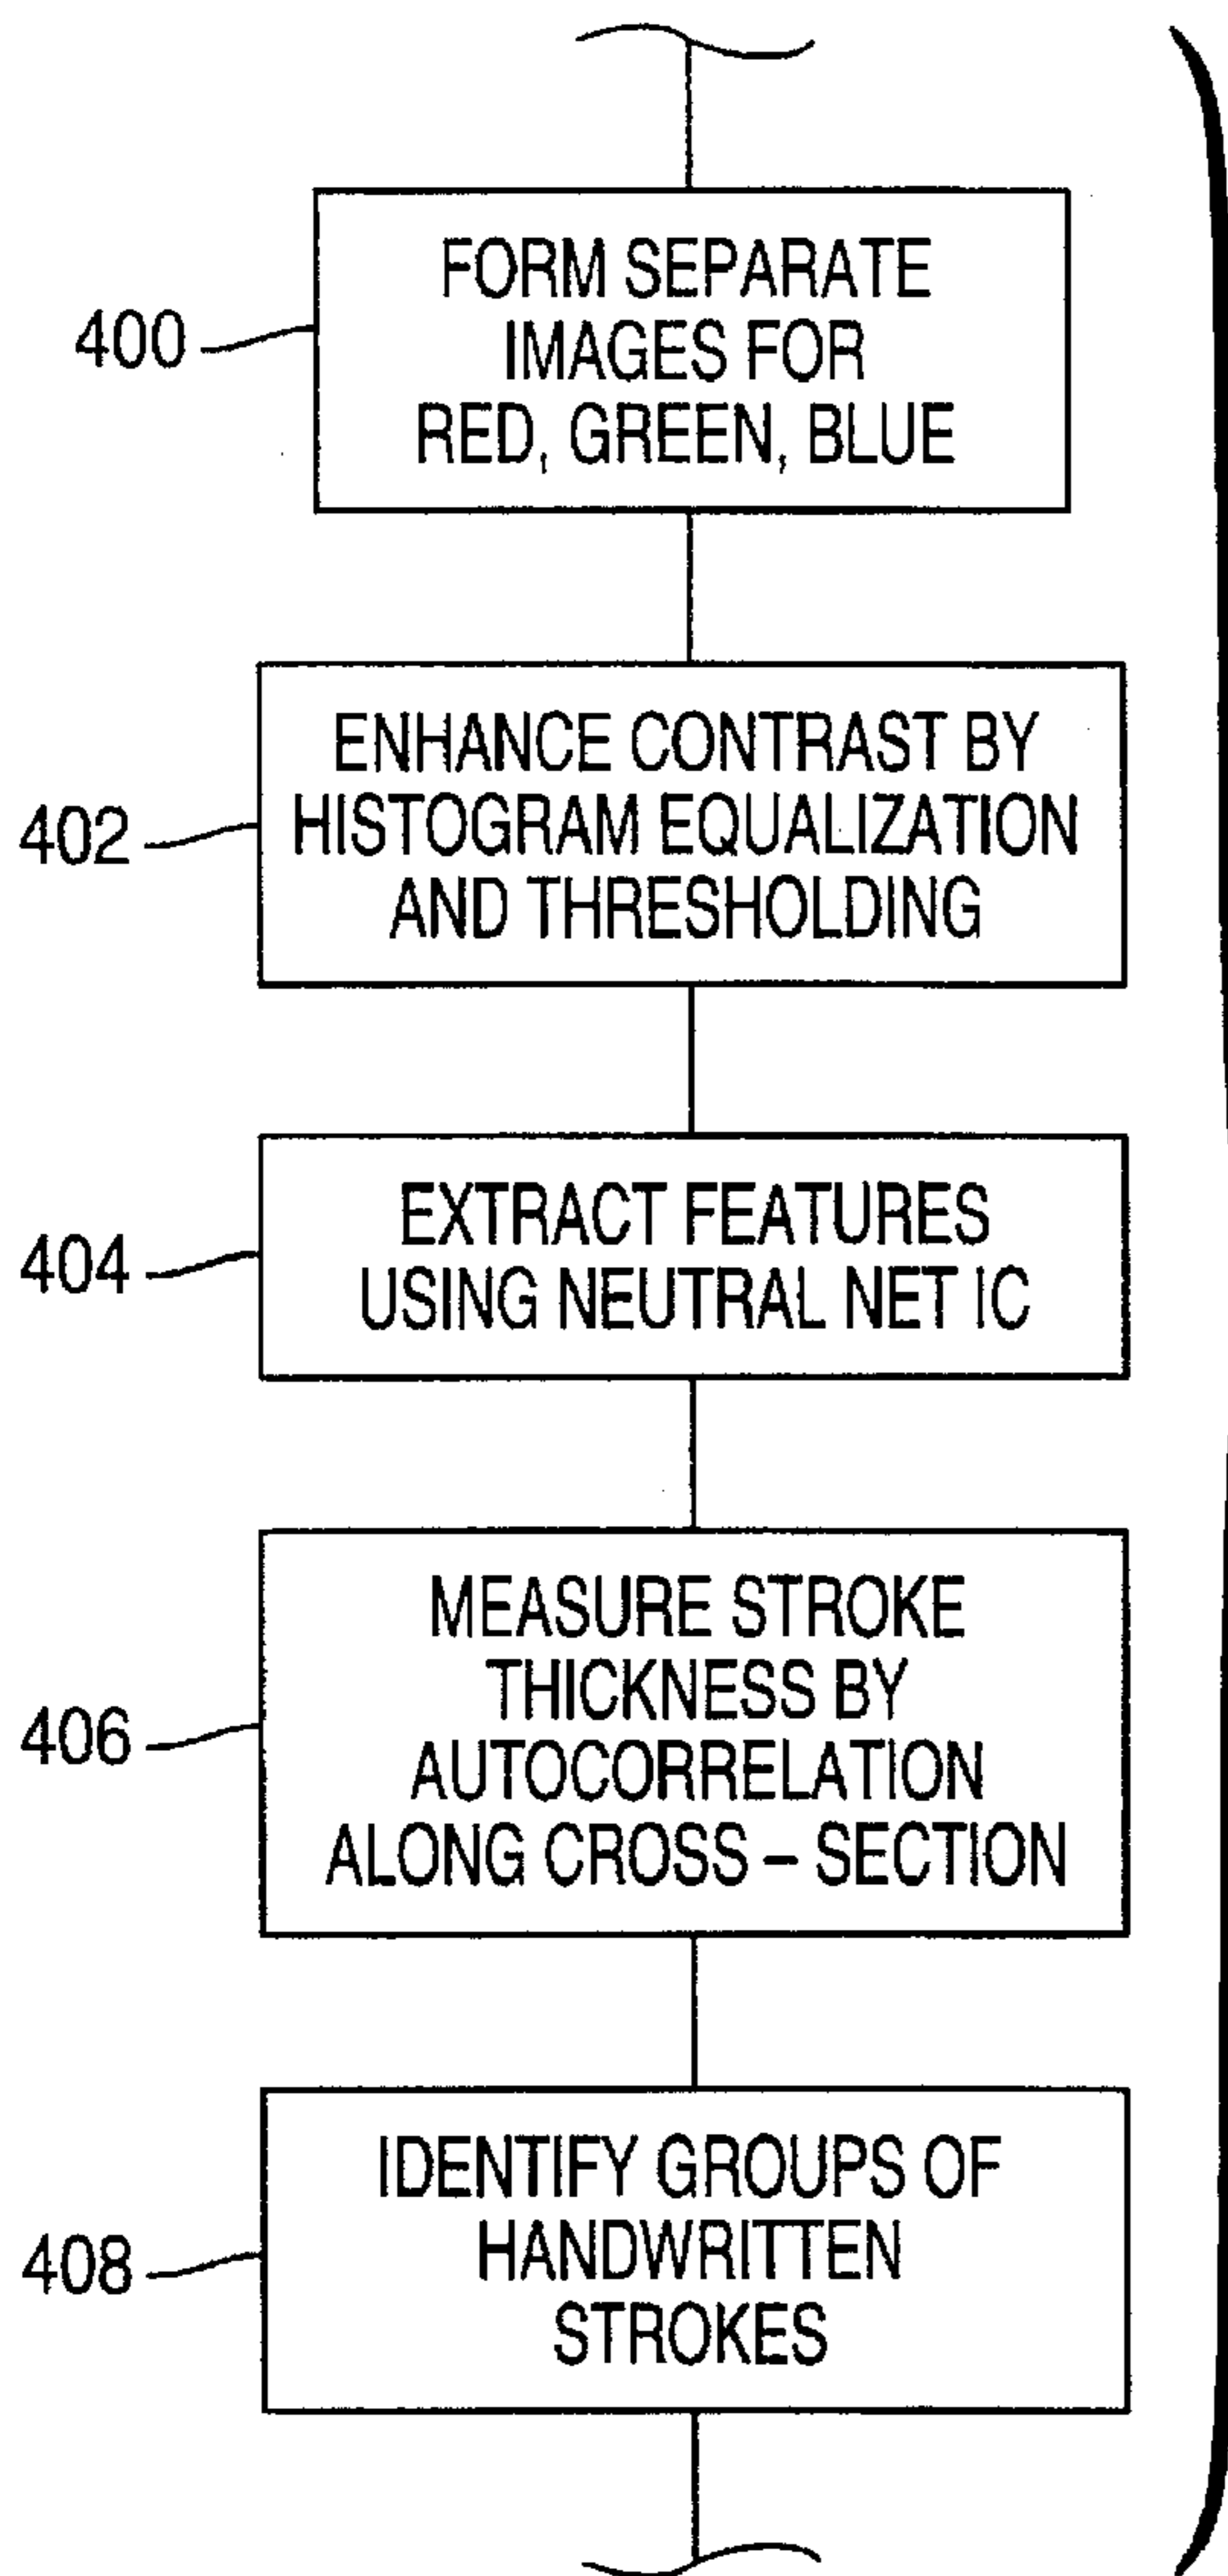 400
FORM SEPARATE
IMAGES FOR
RED, GREEN, BLUE
402
ENHANCE CONTRAST BY
HISTOGRAM EQUALIZATION
AND THRESHOLDING
404
EXTRACT FEATURES
USING NEUTRAL NET IC
406
MEASURE STROKE
THICKNESS BY
AUTOCORRELATION
ALONG CROSS – SECTION
408
IDENTIFY GROUPS OF
HANDWRITTEN
STROKES